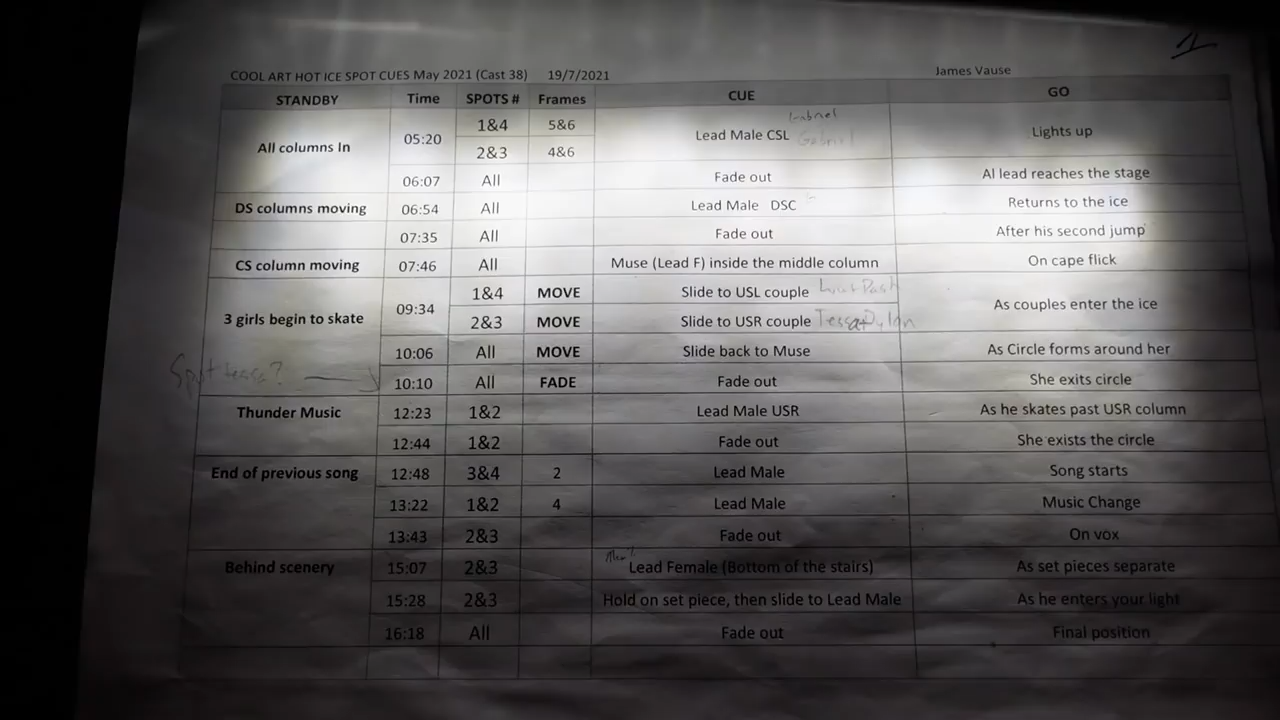 COOL ART HOT ICE SPOT CUES May 2021 (Cast 38) 19/7/2021 James Vause
STANDBY Time SPOTS # Frames CUE GO
All columns In 05:20 1&4 5&6 Lead Male CSL Gabriel Lights up
2&3 4&6 Gabriel
06:07 All Fade out Al lead reaches the stage
DS columns moving 06:54 All Lead Male DSC Returns to the ice
07:35 All Fade out After his second jump
CS column moving 07:46 All Muse (Lead F) inside the middle column On cape flick
3 girls begin to skate 09:34 1&4 MOVE Slide to USL couple As couples enter the ice
2&3 MOVE Slide to USR couple Tessa+Dylan
10:06 All MOVE Slide back to Muse As Circle forms around her
Spot ? 10:10 All FADE Fade out She exits circle
Thunder Music 12:23 1&2 Lead Male USR As he skates past USR column
12:44 1&2 Fade out She exists the circle
End of previous song 12:48 3&4 2 Lead Male Song starts
13:22 1&2 4 Lead Male Music Change
13:43 2&3 Fade out On vox
Behind scenery 15:07 2&3 Lead Female (Bottom of the stairs) As set pieces separate
15:28 2&3 Hold on set piece, then slide to Lead Male As he enters your light
16:18 All Fade out Final position